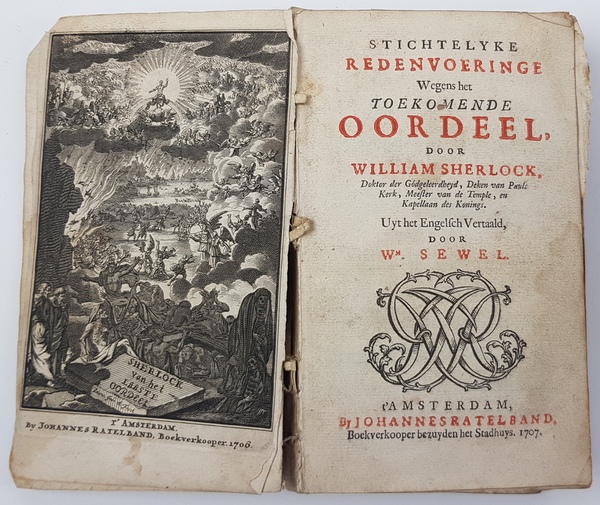 SHERLOCK
van het
LEESTE
OORDEEL
T' AMSTERDAM,
By JOHANNES RATELBAND, Boekverkooper. 1706.
STICHTELYKE
REDENVOERINGE
Wegens het
TOEKOMENDE
OORDEEL,
DOOR
WILLIAM SHERLOCK,
Doktor der Gódgeleerdheyd, Deken van Pauls
Kerk, Meester van de Temple, en
Kapellaan des Konings.
Uyt het Engelsch Vertaald,
DOOR
Wm. SEWEL.
t'AMSTERDAM,
By JOHANNES RATELBAND,
Boekverkooper bezuyden het Stadhuys. 1707.